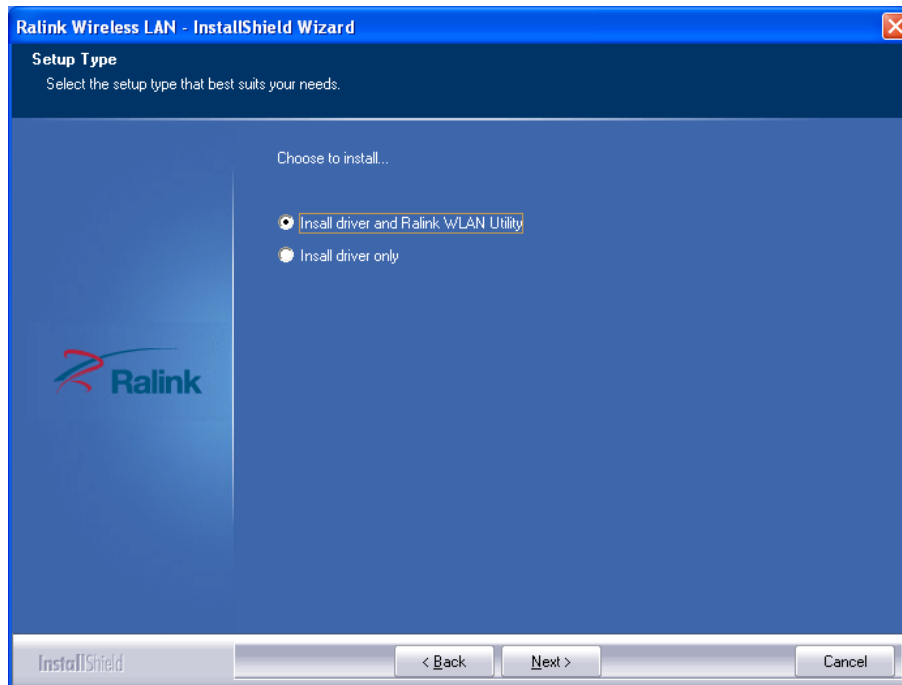 Ralink Wireless LAN - InstallShield Wizard
Setup Type
Select the setup type that best suits your needs.
Choose to install...
Insall driver and Ralink WLAN Utility
Insall driver only
Ralink
InstallShield
< Back
Next >
Cancel